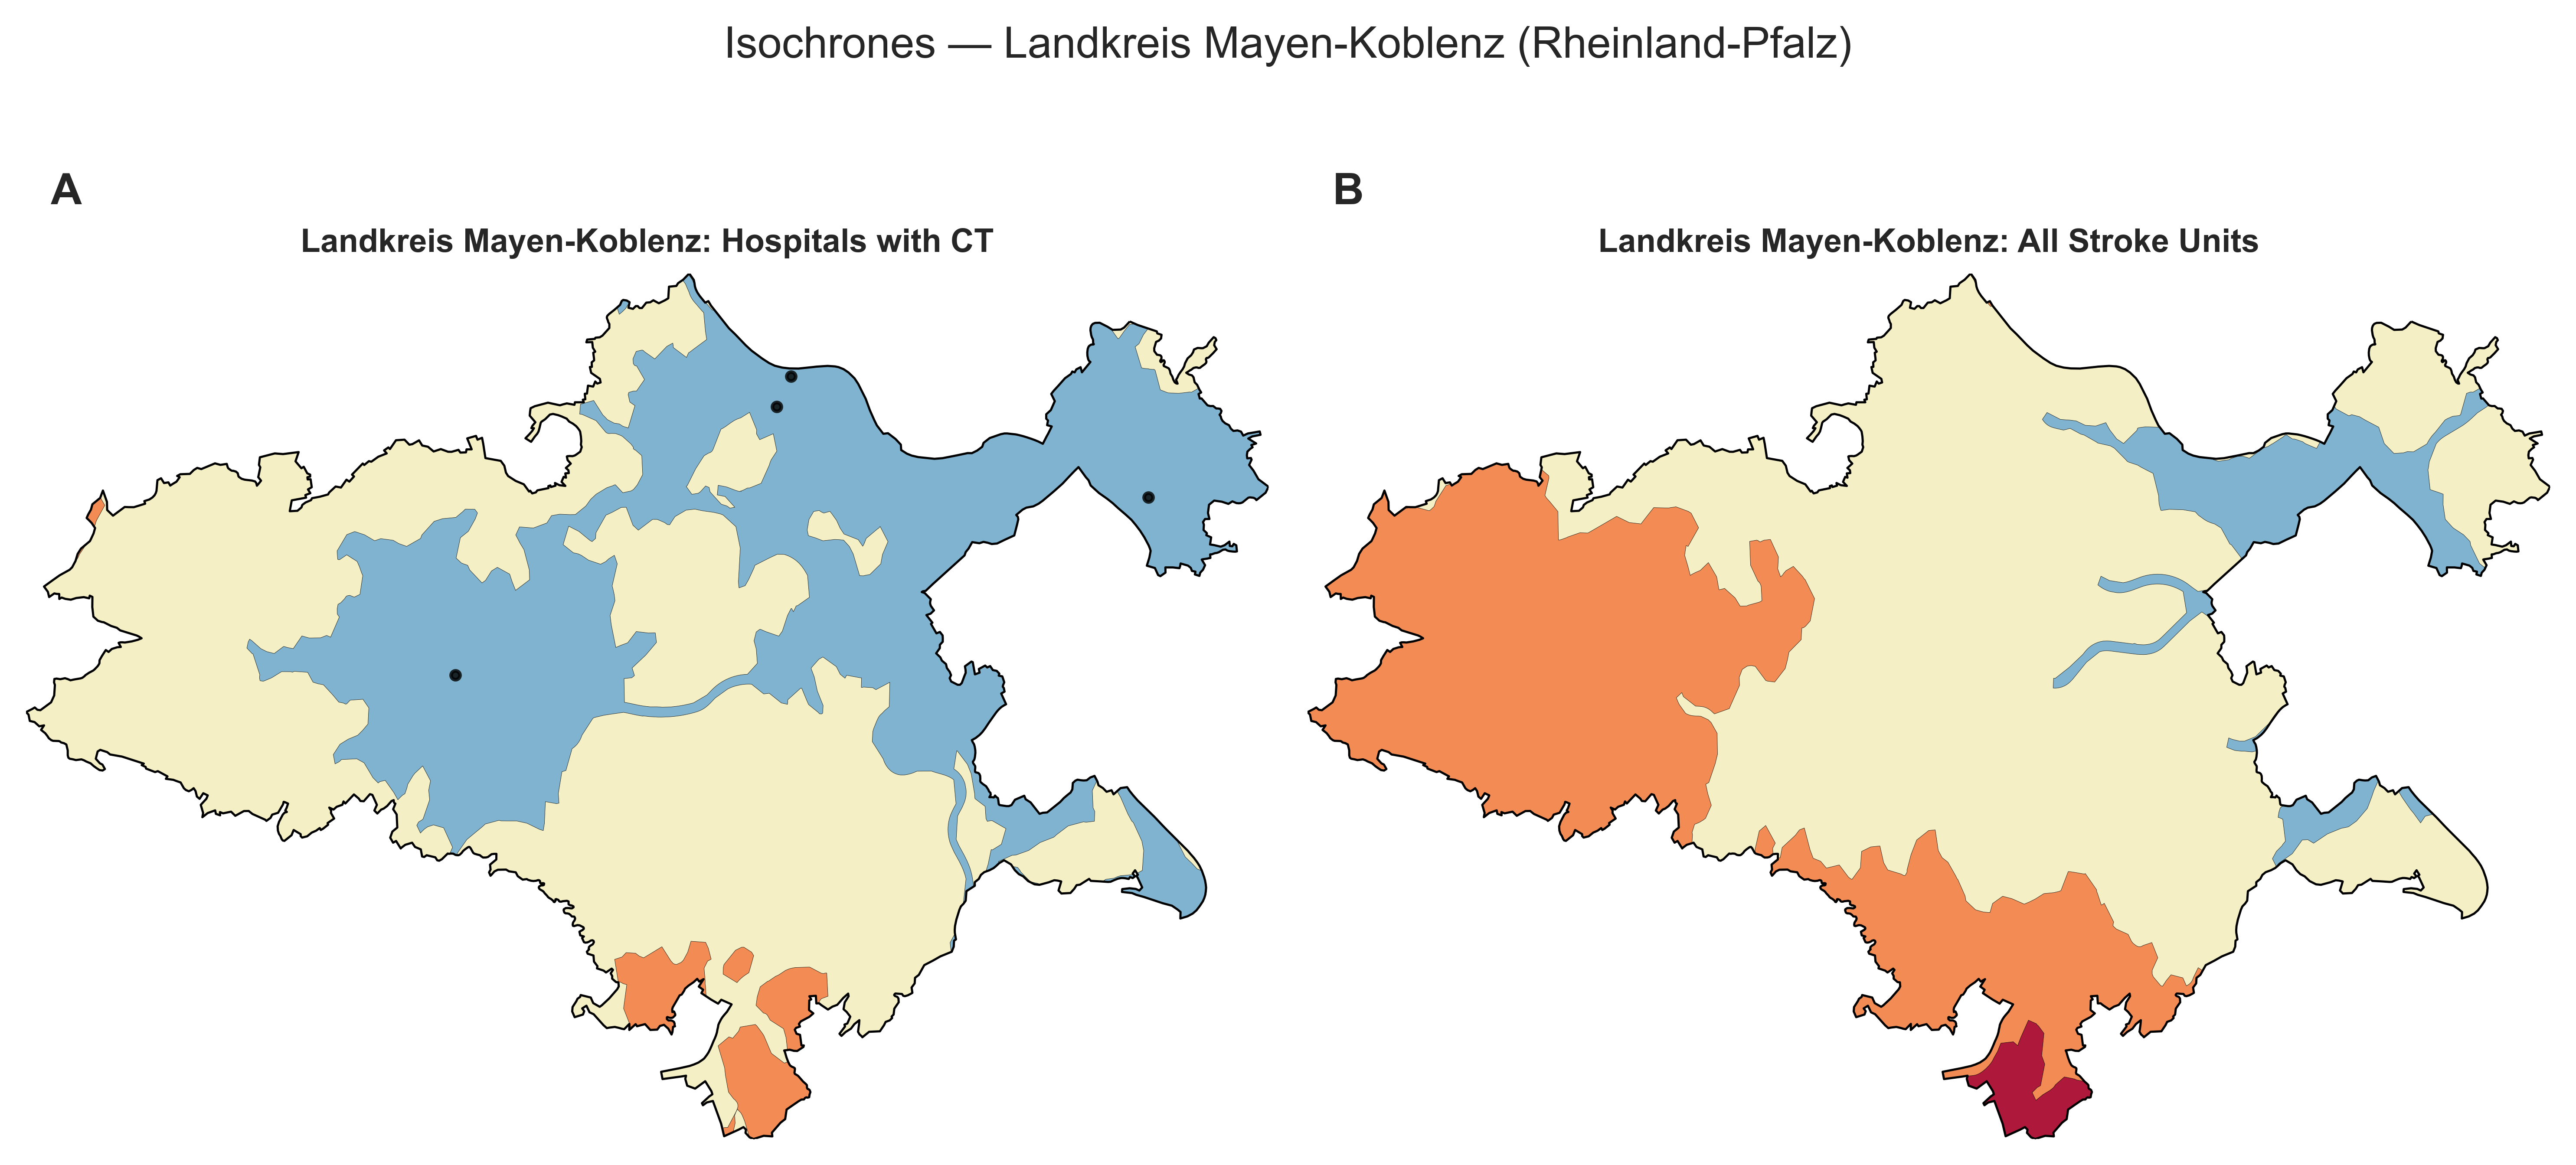 Isochrones — Landkreis Mayen-Koblenz (Rheinland-Pfalz)
A
Landkreis Mayen-Koblenz: Hospitals with CT
B
Landkreis Mayen-Koblenz: All Stroke Units